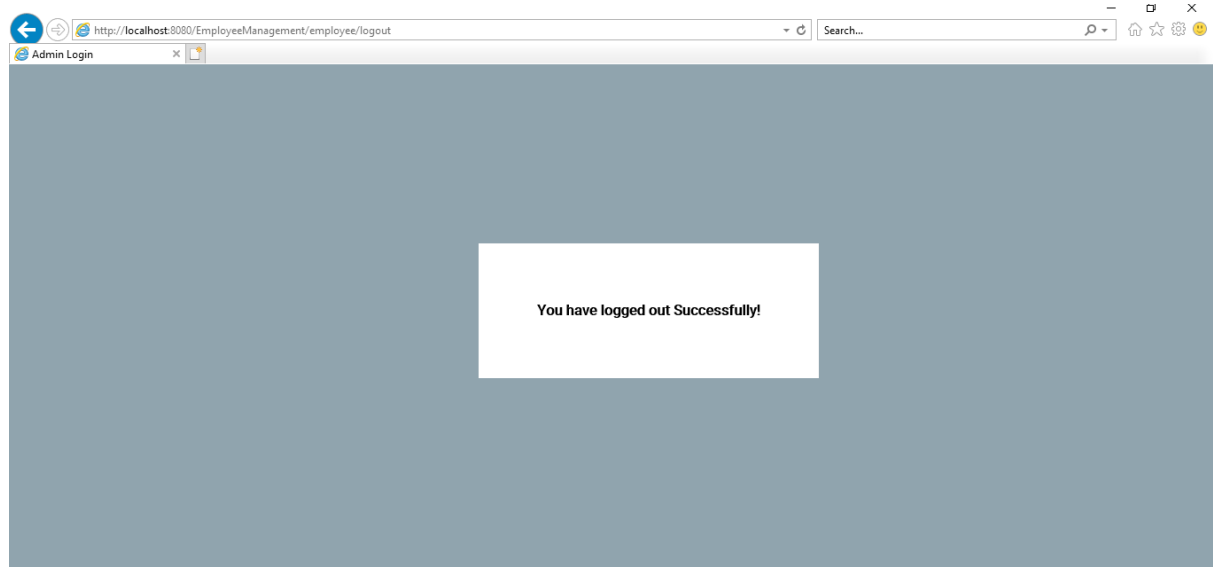 http://localhost:8080/EmployeeManagement/employee/logout
Search...
Admin Login
You have logged out Successfully!